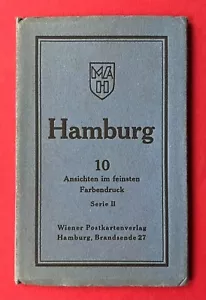 MA
H
Hamburg
10
Ansichten im feinsten
Farbendruck
Serie II
Wiener Postkartenverlag
Hamburg, Brandsende 27